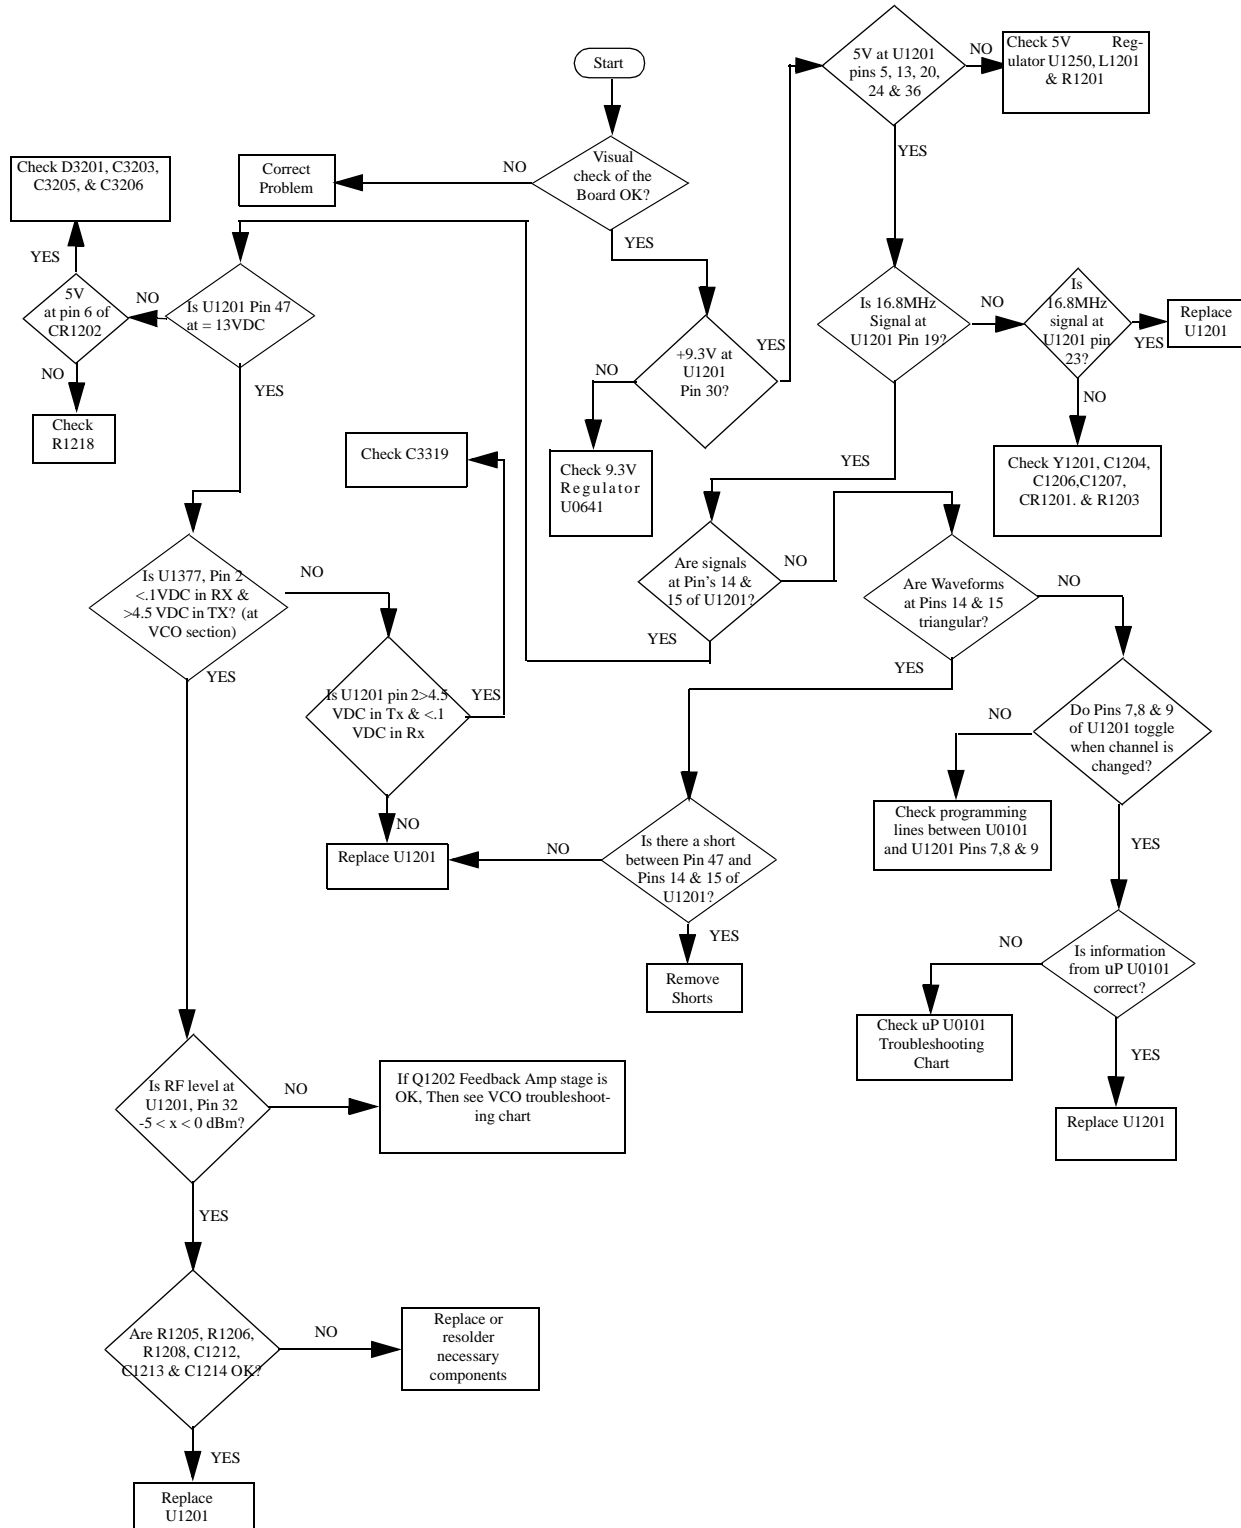 Start
5V at U1201
pins 5, 13, 20,
24 & 36
NO
Check 5V Reg-
ulator U1250, L1201
& R1201
YES
Visual
check of the
Board OK?
NO
Correct
Problem
YES
Check D3201, C3203,
C3205, & C3206
YES
5V
at pin 6 of
CR1202
NO
Is U1201 Pin 47
at = 13VDC
NO
Check
R1218
YES
+9.3V at
U1201
Pin 30?
YES
NO
Check 9.3V
Regulator
U0641
Is 16.8MHz
Signal at
U1201 Pin 19?
NO
Is
16.8MHz
signal at
U1201 pin
23?
YES
Replace
U1201
NO
Check Y1201, C1204,
C1206,C1207,
CR1201. & R1203
YES
Check C3319
Are signals
at Pin's 14 &
15 of U1201?
NO
YES
Are Waveforms
at Pins 14 & 15
triangular?
NO
YES
Is U1377, Pin 2
<.1VDC in RX &
>4.5 VDC in TX? (at
VCO section)
NO
YES
Is U1201 pin 2>4.5
VDC in Tx & <.1
VDC in Rx
YES
NO
Replace U1201
Do Pins 7,8 & 9
of U1201 toggle
when channel is
changed?
NO
Check programming
lines between U0101
and U1201 Pins 7,8 & 9
YES
Is there a short
between Pin 47 and
Pins 14 & 15 of
U1201?
NO
YES
Remove
Shorts
Is information
from uP U0101
correct?
NO
Check uP U0101
Troubleshooting
Chart
YES
Replace U1201
Is RF level at
U1201, Pin 32
-5 < x < 0 dBm?
NO
If Q1202 Feedback Amp stage is
OK, Then see VCO troubleshoot-
ing chart
YES
Are R1205, R1206,
R1208, C1212,
C1213 & C1214 OK?
NO
Replace or
resolder
necessary
components
YES
Replace
U1201